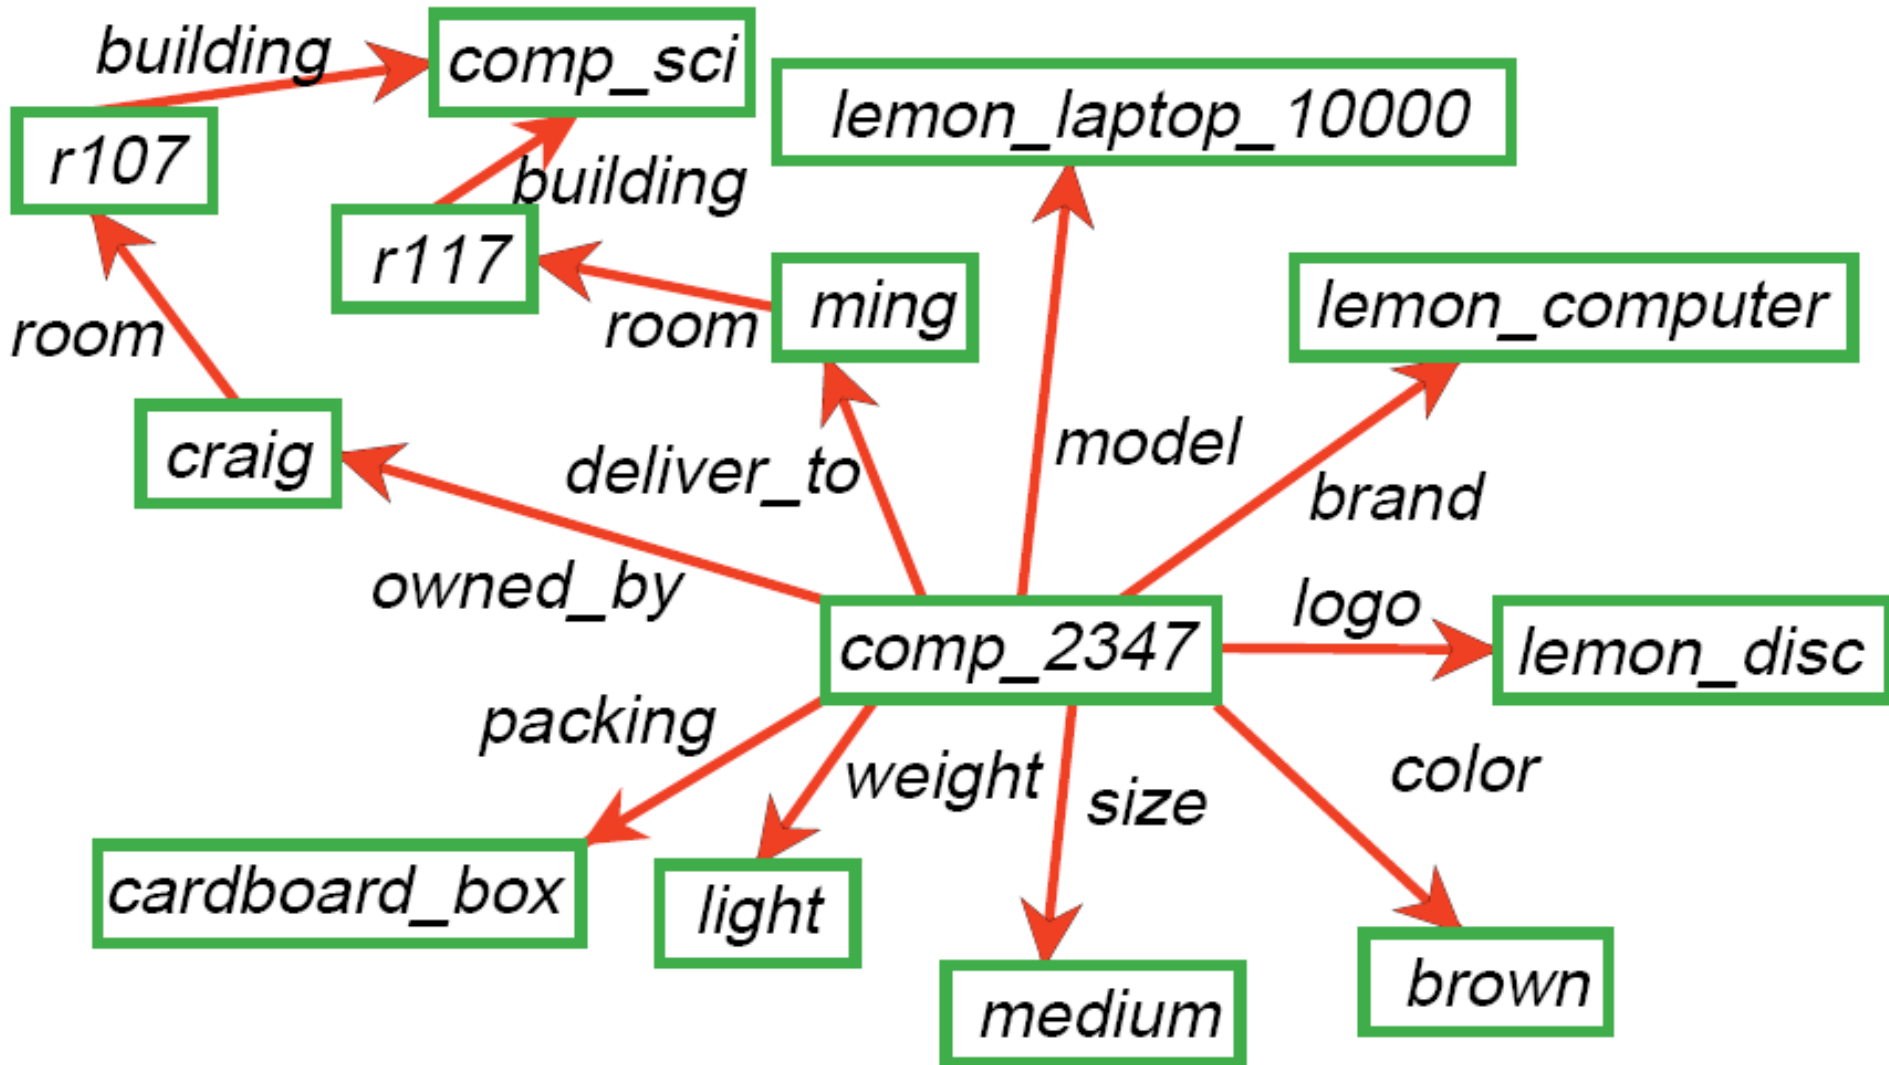 building
comp_sci
lemon_laptop_10000
r107
building
r117
ming
lemon_computer
room
room
craig
deliver_to
model
brand
owned_by
logo
comp_2347
lemon_disc
packing
weight
size
color
cardboard_box
light
medium
brown